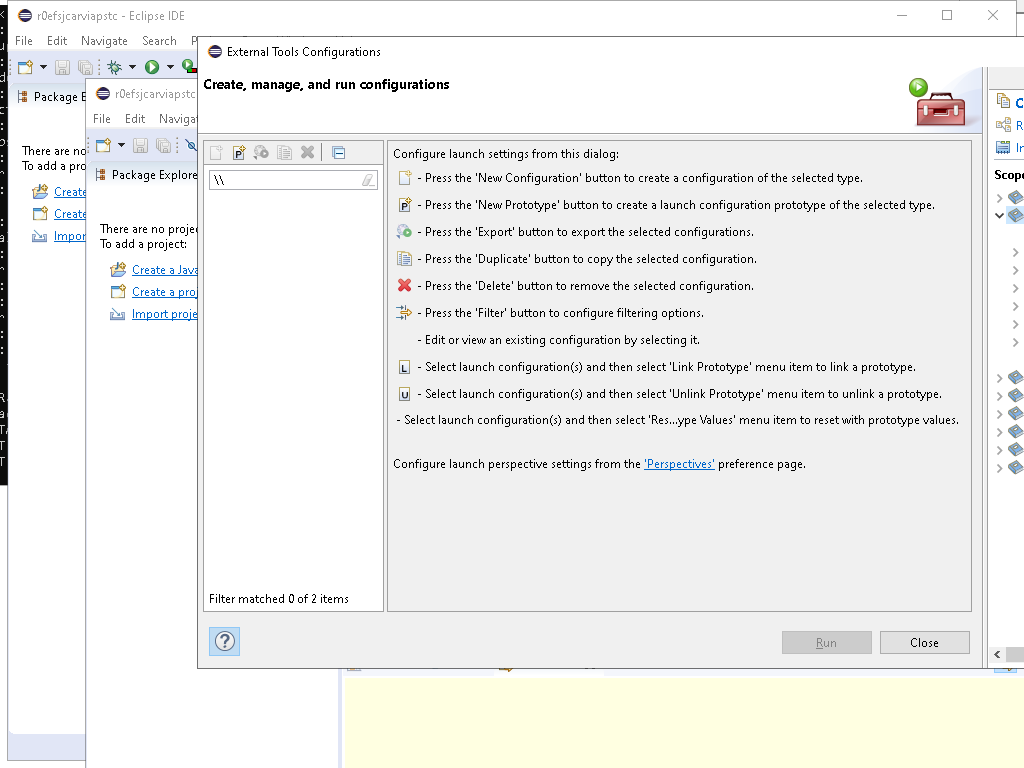 r0efsjcarviapstc - Eclipse IDE
File Edit Navigate Search
External Tools Configurations
Create, manage, and run configurations
Package E
There are no
To add a pro
Create
Create
Impor
r0efsjcarviapstc
File Edit Naviga
Package Explore
There are no proje
To add a project:
Create a Java
Create a proj
Import proje
\\
Filter matched 0 of 2 items
Configure launch settings from this dialog:
- Press the 'New Configuration' button to create a configuration of the selected type.
- Press the 'New Prototype' button to create a launch configuration prototype of the selected type.
- Press the 'Export' button to export the selected configurations.
- Press the 'Duplicate' button to copy the selected configuration.
- Press the 'Delete' button to remove the selected configuration.
- Press the 'Filter' button to configure filtering options.
- Edit or view an existing configuration by selecting it.
- Select launch configuration(s) and then select 'Link Prototype' menu item to link a prototype.
- Select launch configuration(s) and then select 'Unlink Prototype' menu item to unlink a prototype.
- Select launch configuration(s) and then select 'Res...ype Values' menu item to reset with prototype values.
Configure launch perspective settings from the 'Perspectives' preference page.
Run
Close
Scope